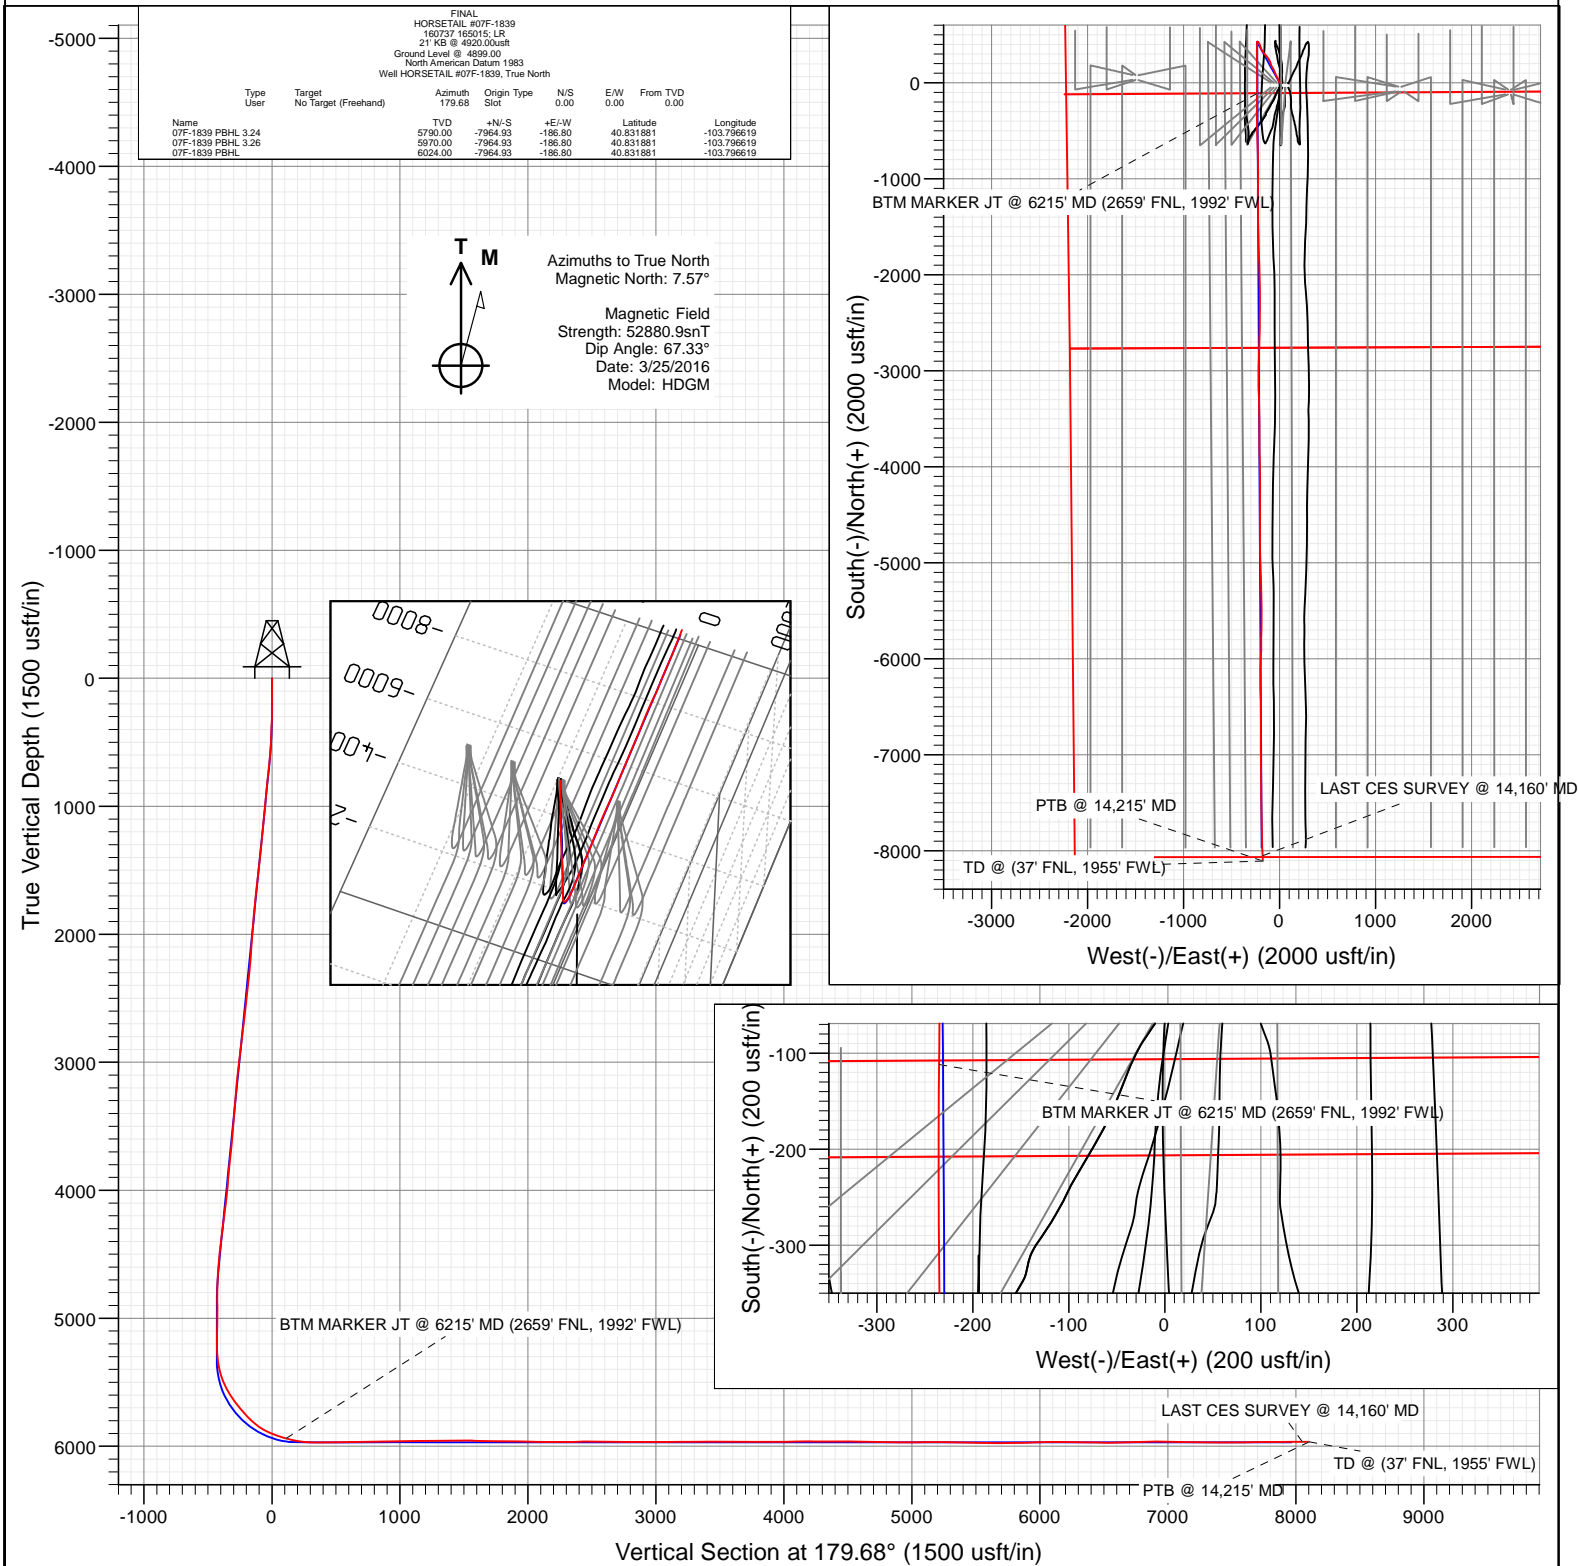 FINAL
HORSETAIL #07F-1839
160737 165015; LR
21' KB @ 4920.00usft
Ground Level @ 4899.00
North American Datum 1983
Well HORSETAIL #07F-1839, True North
Type Target Azimuth Origin Type N/S E/W From TVD
User No Target (Freehand) 179.68 Slot 0.00 0.00 0.00
Name TVD +N/-S +E/-W Latitude Longitude
07F-1839 PBHL 3.24 5790.00 -7964.93 -186.80 40.831881 -103.796619
07F-1839 PBHL 3.26 5970.00 -7964.93 -186.80 40.831881 -103.796619
07F-1839 PBHL 6024.00 -7964.93 -186.80 40.831881 -103.796619
T M
Azimuths to True North
Magnetic North: 7.57°
Magnetic Field
Strength: 52880.9snT
Dip Angle: 67.33°
Date: 3/25/2016
Model: HDGM
True Vertical Depth (1500 usft/in)
-5000
-4000
-3000
-2000
-1000
0
1000
2000
3000
4000
5000
6000
-8000
-6000
0
BTM MARKER JT @ 6215' MD (2659' FNL, 1992' FWL)
LAST CES SURVEY @ 14,160' MD
TD @ (37' FNL, 1955' FWL)
PTB @ 14,215' MD
-1000 0 1000 2000 3000 4000 5000 6000 7000 8000 9000
Vertical Section at 179.68° (1500 usft/in)
South(-)/North(+) (2000 usft/in)
0
-1000
-2000
-3000
-4000
-5000
-6000
-7000
-8000
BTM MARKER JT @ 6215' MD (2659' FNL, 1992' FWL)
LAST CES SURVEY @ 14,160' MD
PTB @ 14,215' MD
TD @ (37' FNL, 1955' FWL)
-3000 -2000 -1000 0 1000 2000
West(-)/East(+) (2000 usft/in)
South(-)/North(+) (200 usft/in)
-100
-200
-300
BTM MARKER JT @ 6215' MD (2659' FNL, 1992' FWL)
-300 -200 -100 0 100 200 300
West(-)/East(+) (200 usft/in)